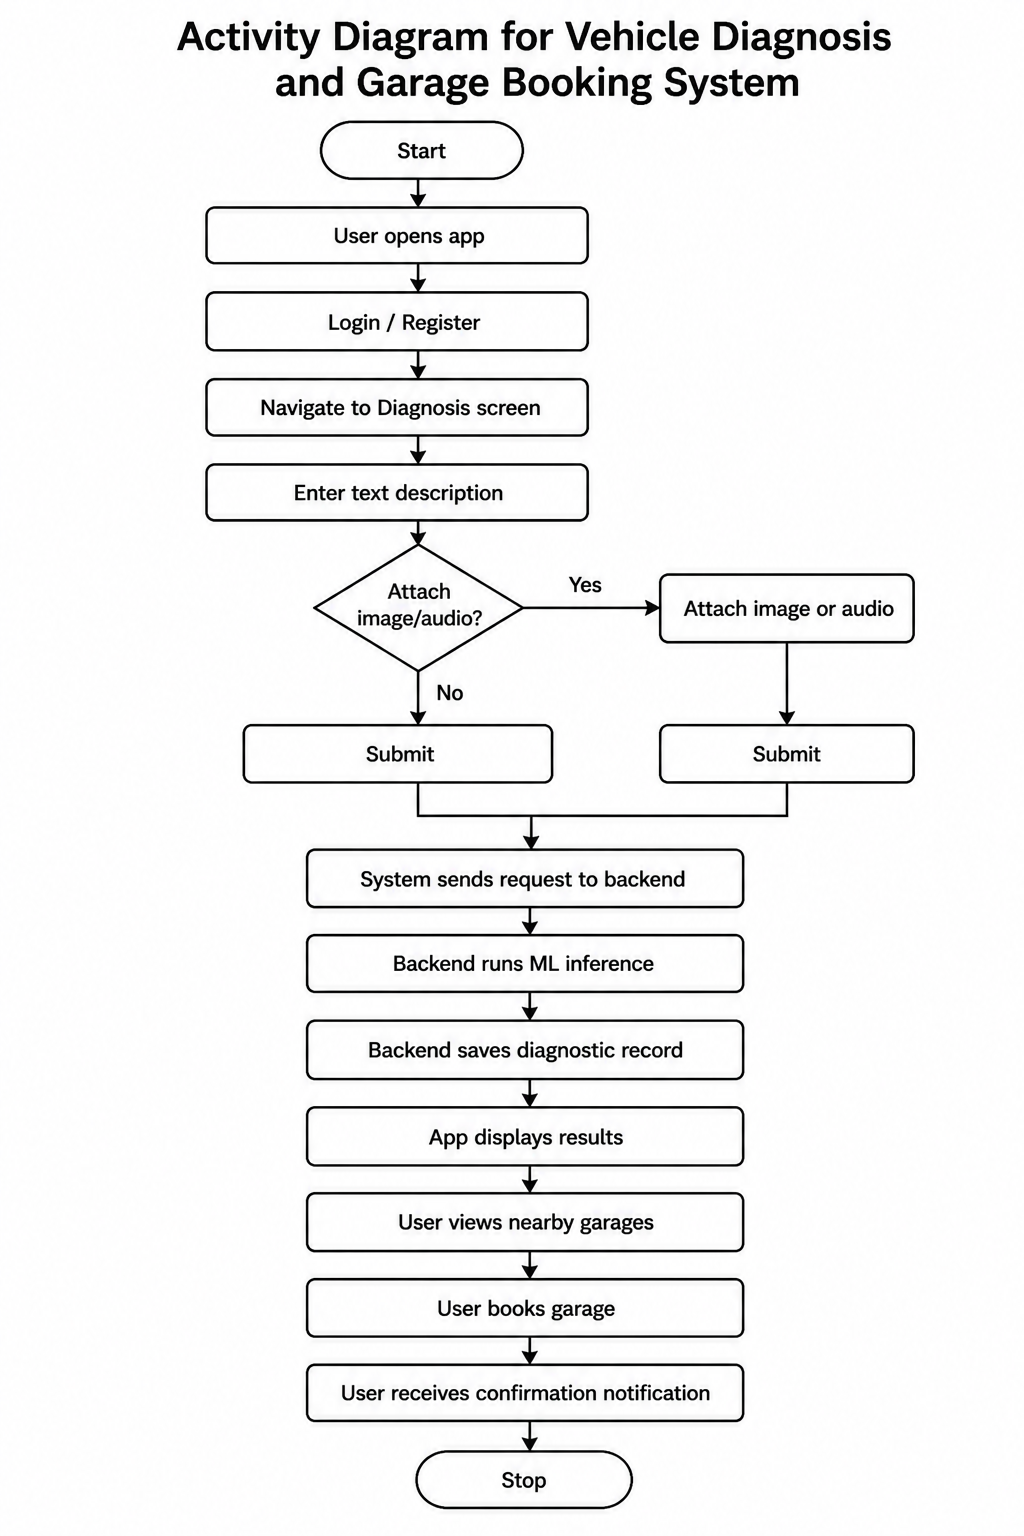 Activity Diagram for Vehicle Diagnosis
and Garage Booking System
Start
User opens app
Login / Register
Navigate to Diagnosis screen
Enter text description
Attach
image/audio?
Yes
Attach image or audio
No
Submit
Submit
System sends request to backend
Backend runs ML inference
Backend saves diagnostic record
App displays results
User views nearby garages
User books garage
User receives confirmation notification
Stop